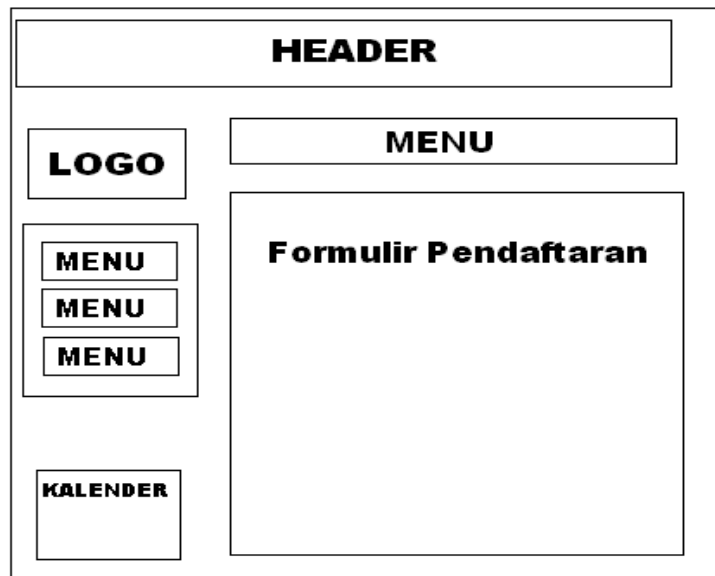 HEADER
LOGO
MENU
MENU
MENU
MENU
Formulir Pendaftaran
KALENDER